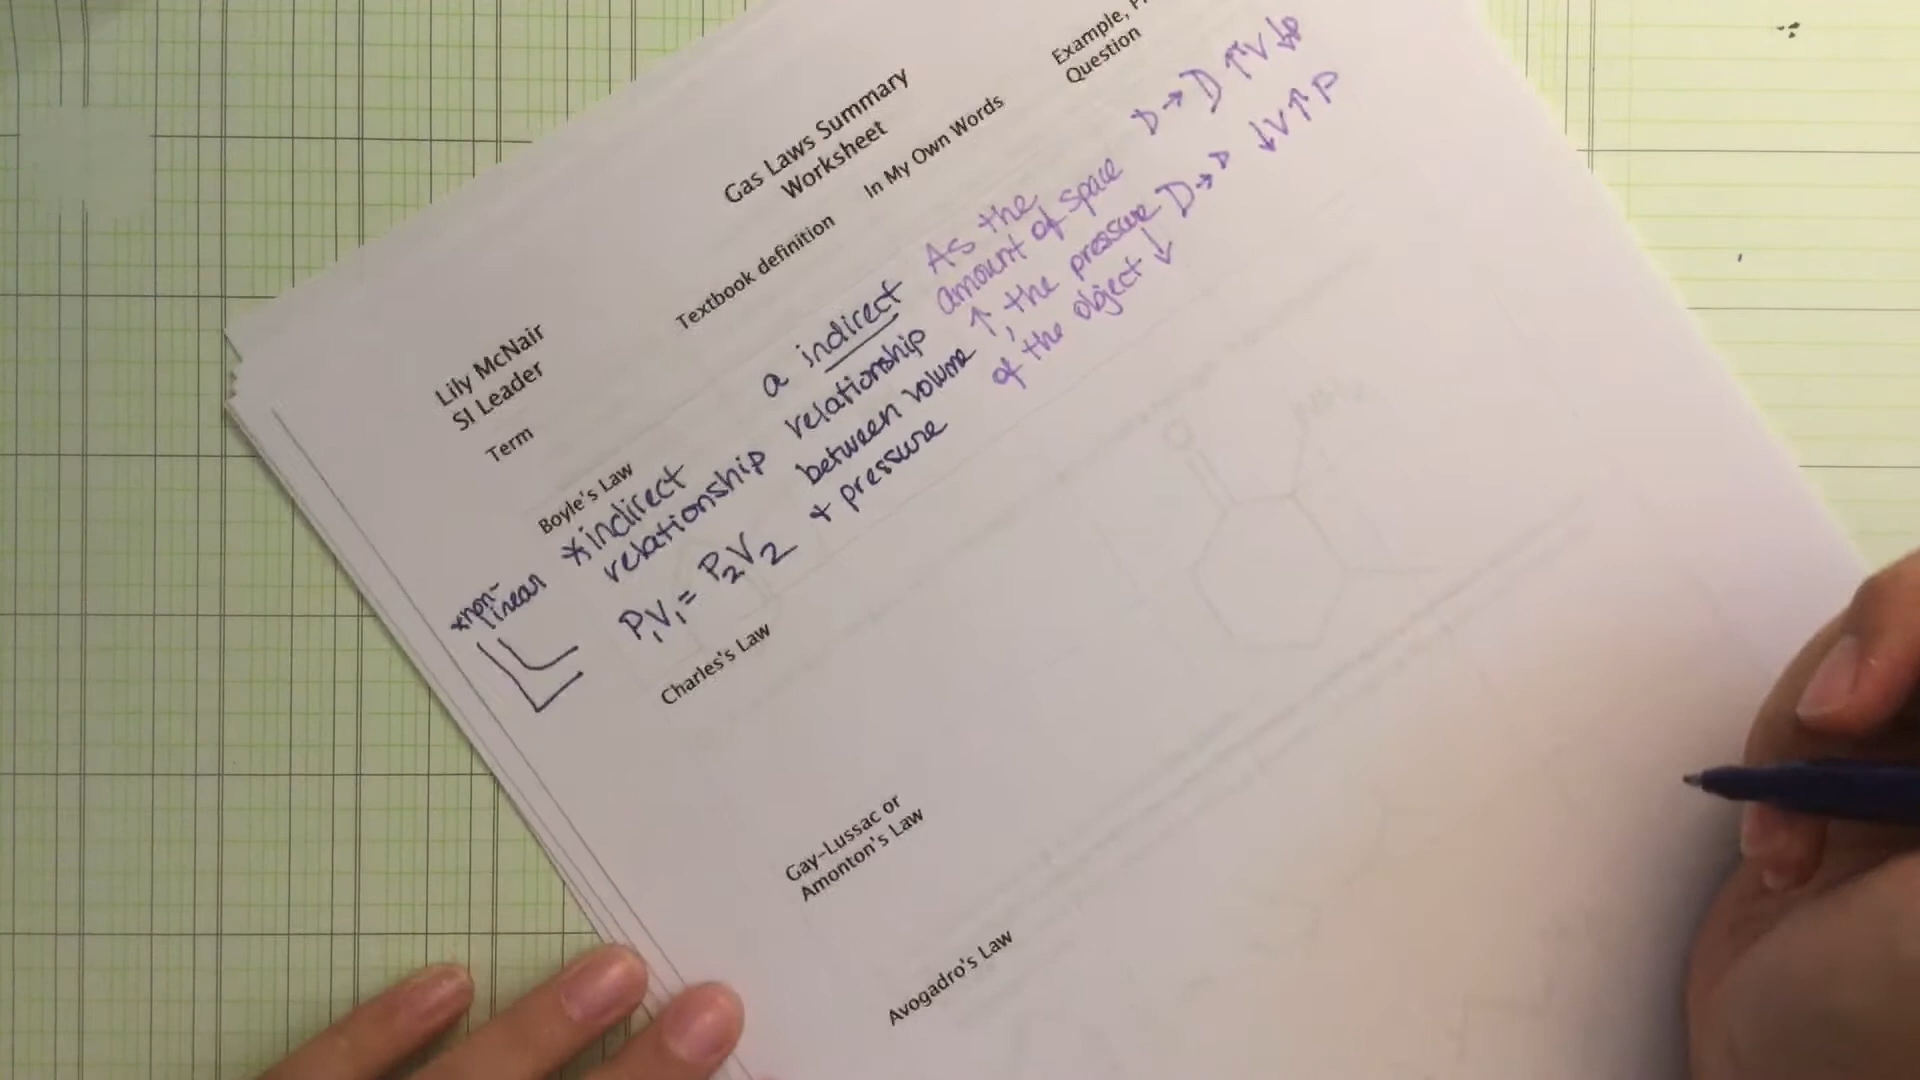 Gas Laws Summary
Worksheet
Lily McNair
SI Leader
Term
Textbook definition
In My Own Words
Example,
Question
Boyle's Law
*indirect
relationship
P₁V₁ = P₂V₂
*non-
linear
a indirect
relationship
between volume
+ pressure
As the
amount of space
↑, the pressure
of the object ↓
D → D ↑V ↓P
D → D ↓V ↑ P
Charles's Law
Gay-Lussac or
Amonton's Law
Avogadro's Law